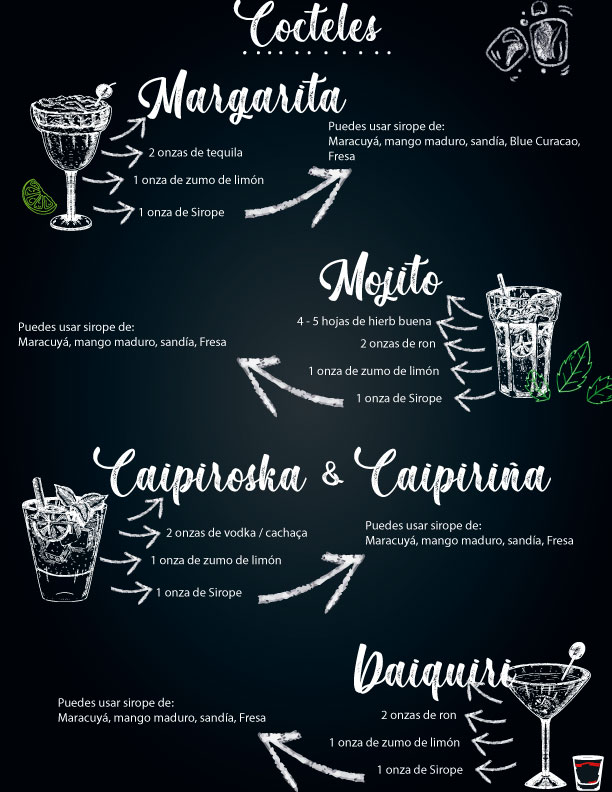 Cocteles
Margarita
2 onzas de tequila
1 onza de zumo de limón
1 onza de Sirope
Puedes usar sirope de:
Maracuyá, mango maduro, sandía, Blue Curacao,
Fresa
Mojito
4 - 5 hojas de hierb buena
2 onzas de ron
1 onza de zumo de limón
1 onza de Sirope
Puedes usar sirope de:
Maracuyá, mango maduro, sandía, Fresa
Caipiroska & Caipiriña
2 onzas de vodka / cachaça
1 onza de zumo de limón
1 onza de Sirope
Puedes usar sirope de:
Maracuyá, mango maduro, sandía, Fresa
Daiquiri
2 onzas de ron
1 onza de zumo de limón
1 onza de Sirope
Puedes usar sirope de:
Maracuyá, mango maduro, sandía, Fresa